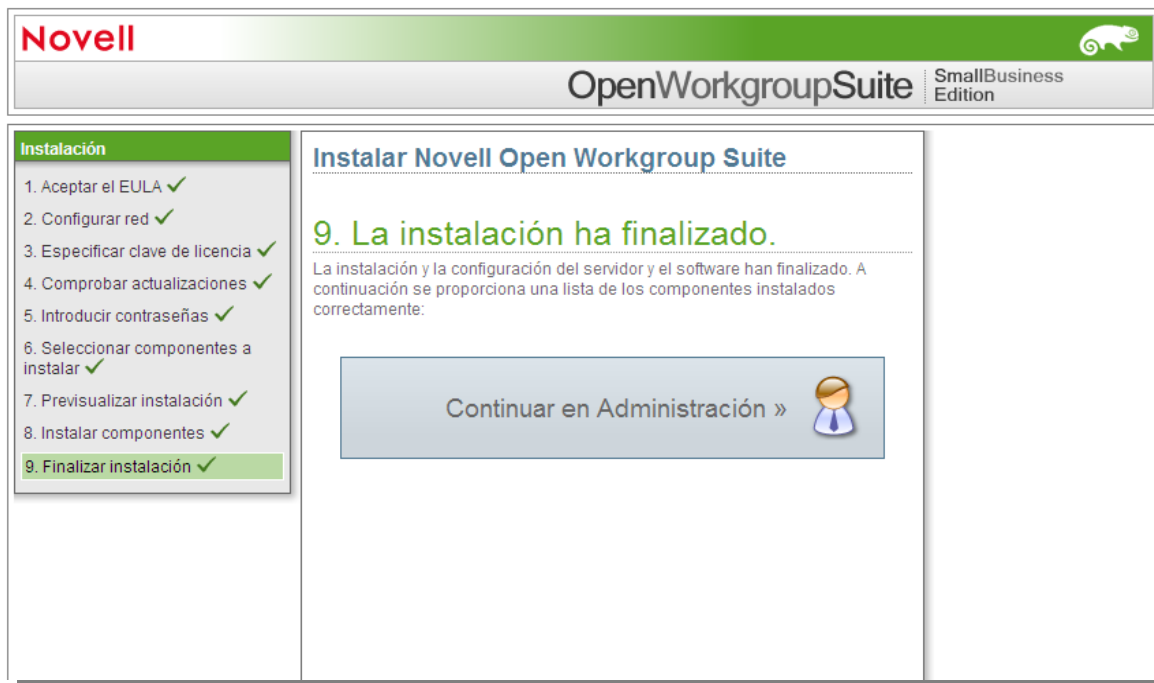 Novell
OpenWorkgroupSuite
SmallBusiness
Edition
Instalación
1. Aceptar el EULA
2. Configurar red
3. Especificar clave de licencia
4. Comprobar actualizaciones
5. Introducir contraseñas
6. Seleccionar componentes a
instalar
7. Previsualizar instalación
8. Instalar componentes
9. Finalizar instalación
Instalar Novell Open Workgroup Suite
9. La instalación ha finalizado.
La instalación y la configuración del servidor y el software han finalizado. A
continuación se proporciona una lista de los componentes instalados
correctamente:
Continuar en Administración »